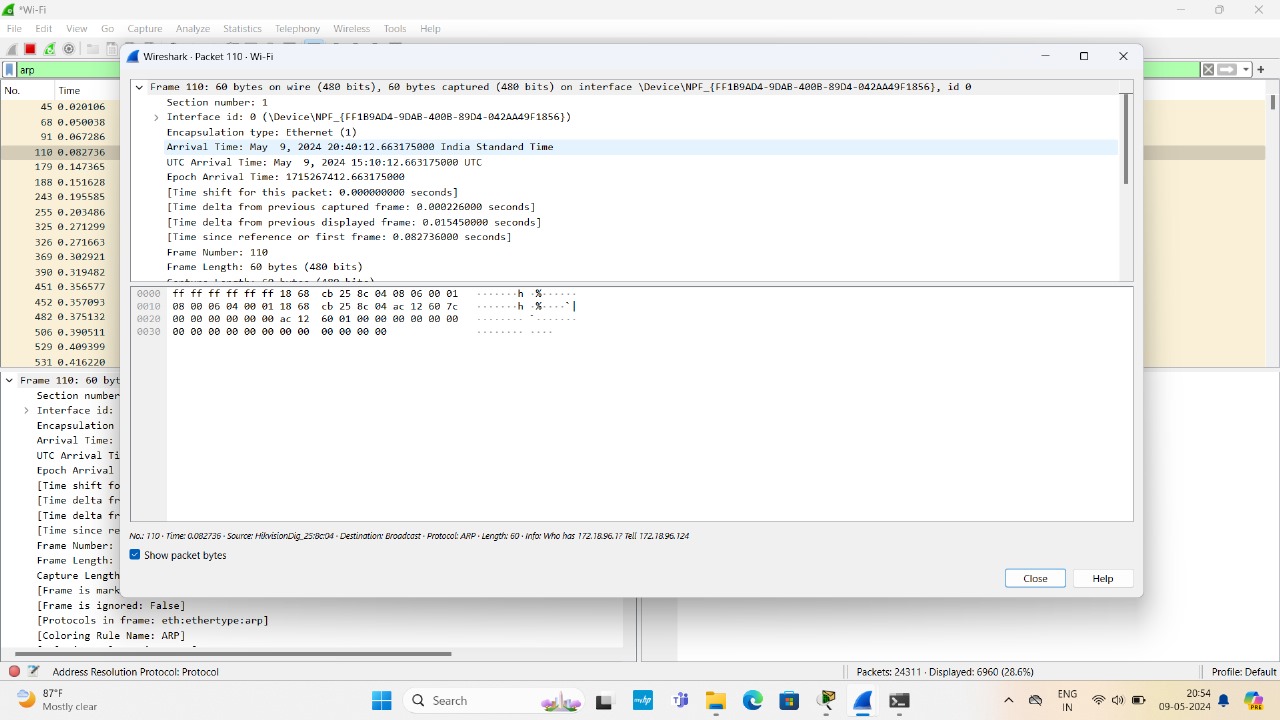 *Wi-Fi
File Edit View Go Capture Analyze Statistics Telephony Wireless Tools Help
Wireshark · Packet 110 · Wi-Fi
arp
No. Time
45 0.020106
68 0.050038
91 0.067286
110 0.082736
179 0.147365
188 0.151628
243 0.195585
255 0.203486
325 0.271299
326 0.271663
369 0.302921
390 0.319482
451 0.356577
452 0.357093
482 0.375132
506 0.390511
529 0.409399
531 0.416220
Frame 110: 60 bytes on wire (480 bits), 60 bytes captured (480 bits) on interface \Device\NPF_{FF1B9AD4-9DAB-400B-89D4-042AA49F1856}, id 0
Section number: 1
Interface id: 0 (\Device\NPF_{FF1B9AD4-9DAB-400B-89D4-042AA49F1856})
Encapsulation type: Ethernet (1)
Arrival Time: May 9, 2024 20:40:12.663175000 India Standard Time
UTC Arrival Time: May 9, 2024 15:10:12.663175000 UTC
Epoch Arrival Time: 1715267412.663175000
[Time shift for this packet: 0.000000000 seconds]
[Time delta from previous captured frame: 0.000226000 seconds]
[Time delta from previous displayed frame: 0.015450000 seconds]
[Time since reference or first frame: 0.082736000 seconds]
Frame Number: 110
Frame Length: 60 bytes (480 bits)
0000 ff ff ff ff ff ff 18 68 cb 25 8c 04 08 06 00 01 ·······h ·%······
0010 08 00 06 04 00 01 18 68 cb 25 8c 04 ac 12 60 7c ·······h ·%····`|
0020 00 00 00 00 00 00 ac 12 60 01 00 00 00 00 00 00 ········ `·······
0030 00 00 00 00 00 00 00 00 00 00 00 00 ········ ····
No.: 110 · Time: 0.082736 · Source: HikvisionDig_25:8c:04 · Destination: Broadcast · Protocol: ARP · Length: 60 · Info: Who has 172.18.96.1? Tell 172.18.96.124
Show packet bytes
Close Help
Frame 110: 60 byt
Section number
Interface id:
Encapsulation
Arrival Time:
UTC Arrival Ti
Epoch Arrival
[Time shift fo
[Time delta fr
[Time delta fr
[Time since re
Frame Number:
Frame Length:
Capture Length
[Frame is mark
[Frame is ignored: False]
[Protocols in frame: eth:ethertype:arp]
[Coloring Rule Name: ARP]
Address Resolution Protocol: Protocol
Packets: 24311 · Displayed: 6960 (28.6%)
Profile: Default
87°F
Mostly clear
Search
ENG
IN
20:54
09-05-2024